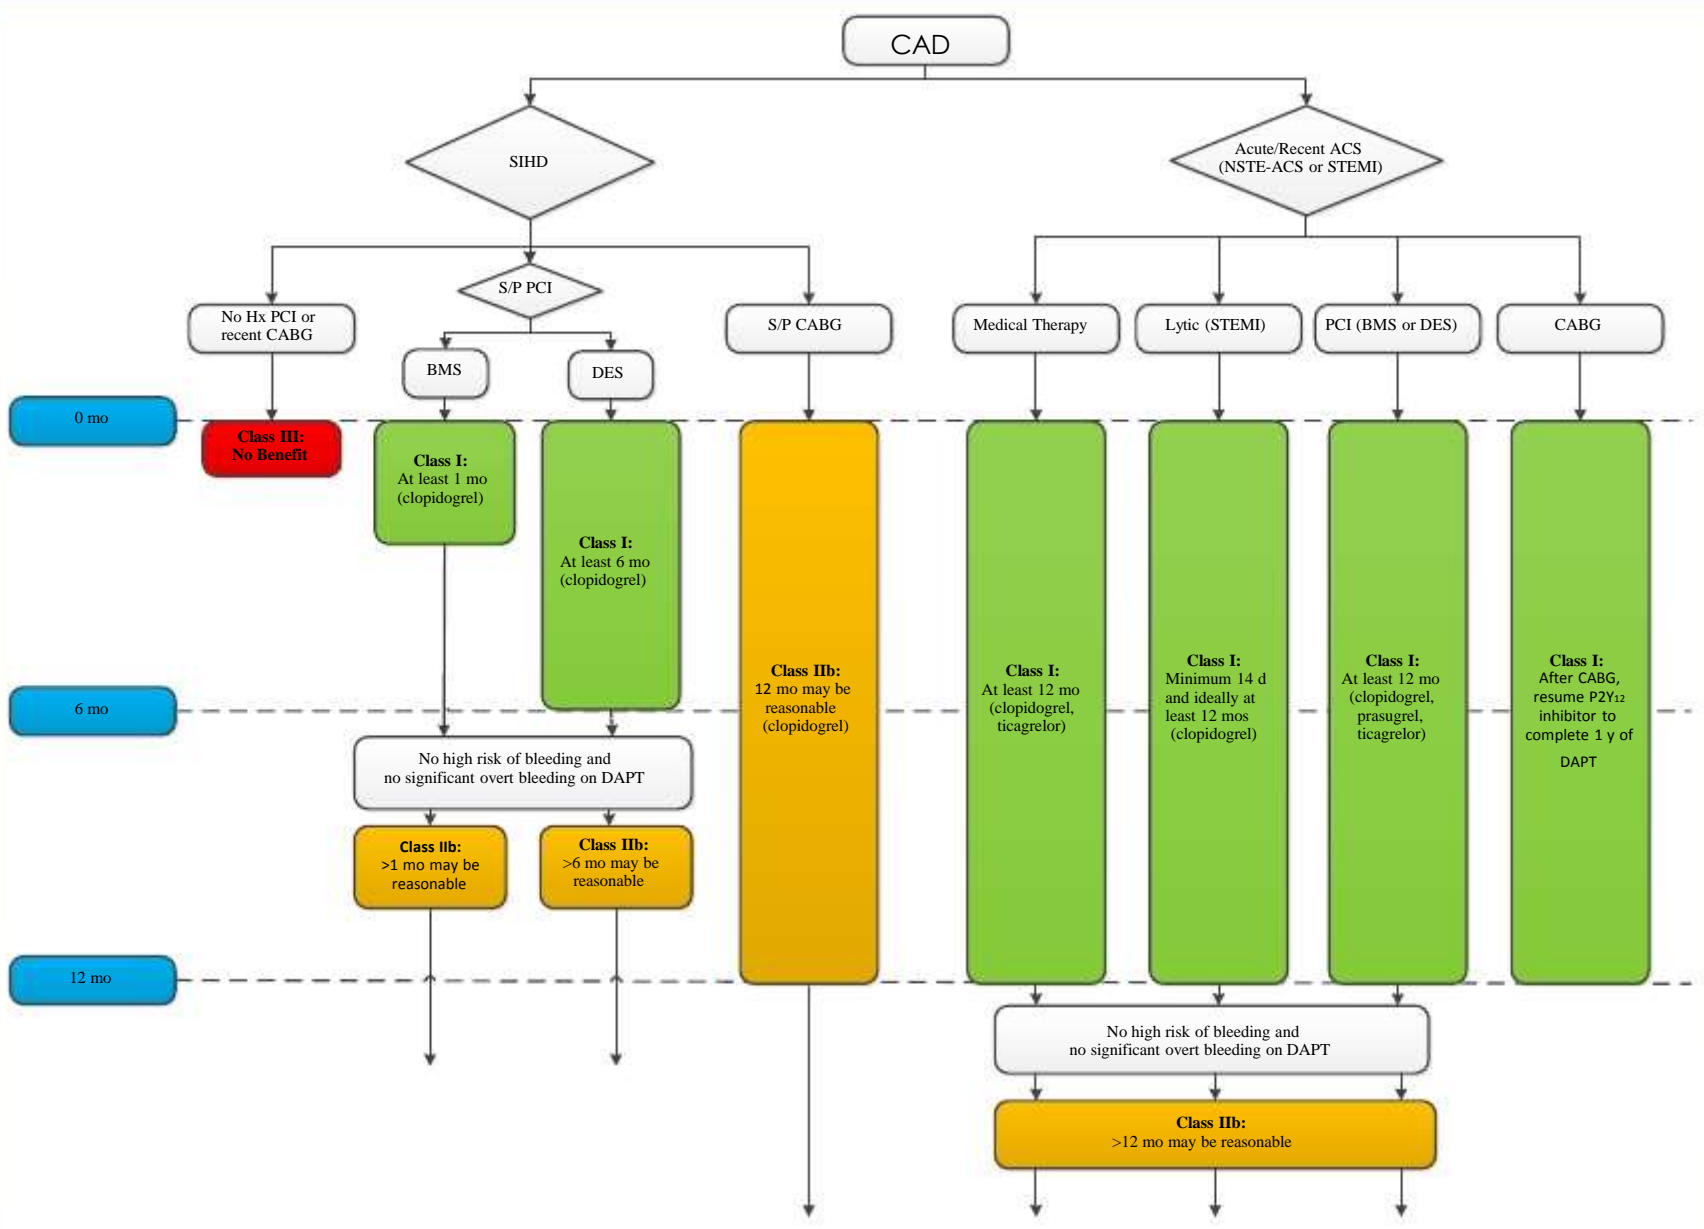 CAD
SIHD
Acute/Recent ACS
(NSTE-ACS or STEMI)
S/P PCI
No Hx PCI or
recent CABG
BMS
DES
S/P CABG
Medical Therapy
Lytic (STEMI)
PCI (BMS or DES)
CABG
0 mo
Class III:
No Benefit
Class I:
At least 1 mo
(clopidogrel)
Class I:
At least 6 mo
(clopidogrel)
Class IIb:
12 mo may be
reasonable
(clopidogrel)
Class I:
At least 12 mo
(clopidogrel,
ticagrelor)
Class I:
Minimum 14 d
and ideally at
least 12 mos
(clopidogrel)
Class I:
At least 12 mo
(clopidogrel,
prasugrel,
ticagrelor)
Class I:
After CABG,
resume P2Y₁₂
inhibitor to
complete 1 y of
DAPT
6 mo
No high risk of bleeding and
no significant overt bleeding on DAPT
Class IIb:
>1 mo may be
reasonable
Class IIb:
>6 mo may be
reasonable
12 mo
No high risk of bleeding and
no significant overt bleeding on DAPT
Class IIb:
>12 mo may be reasonable